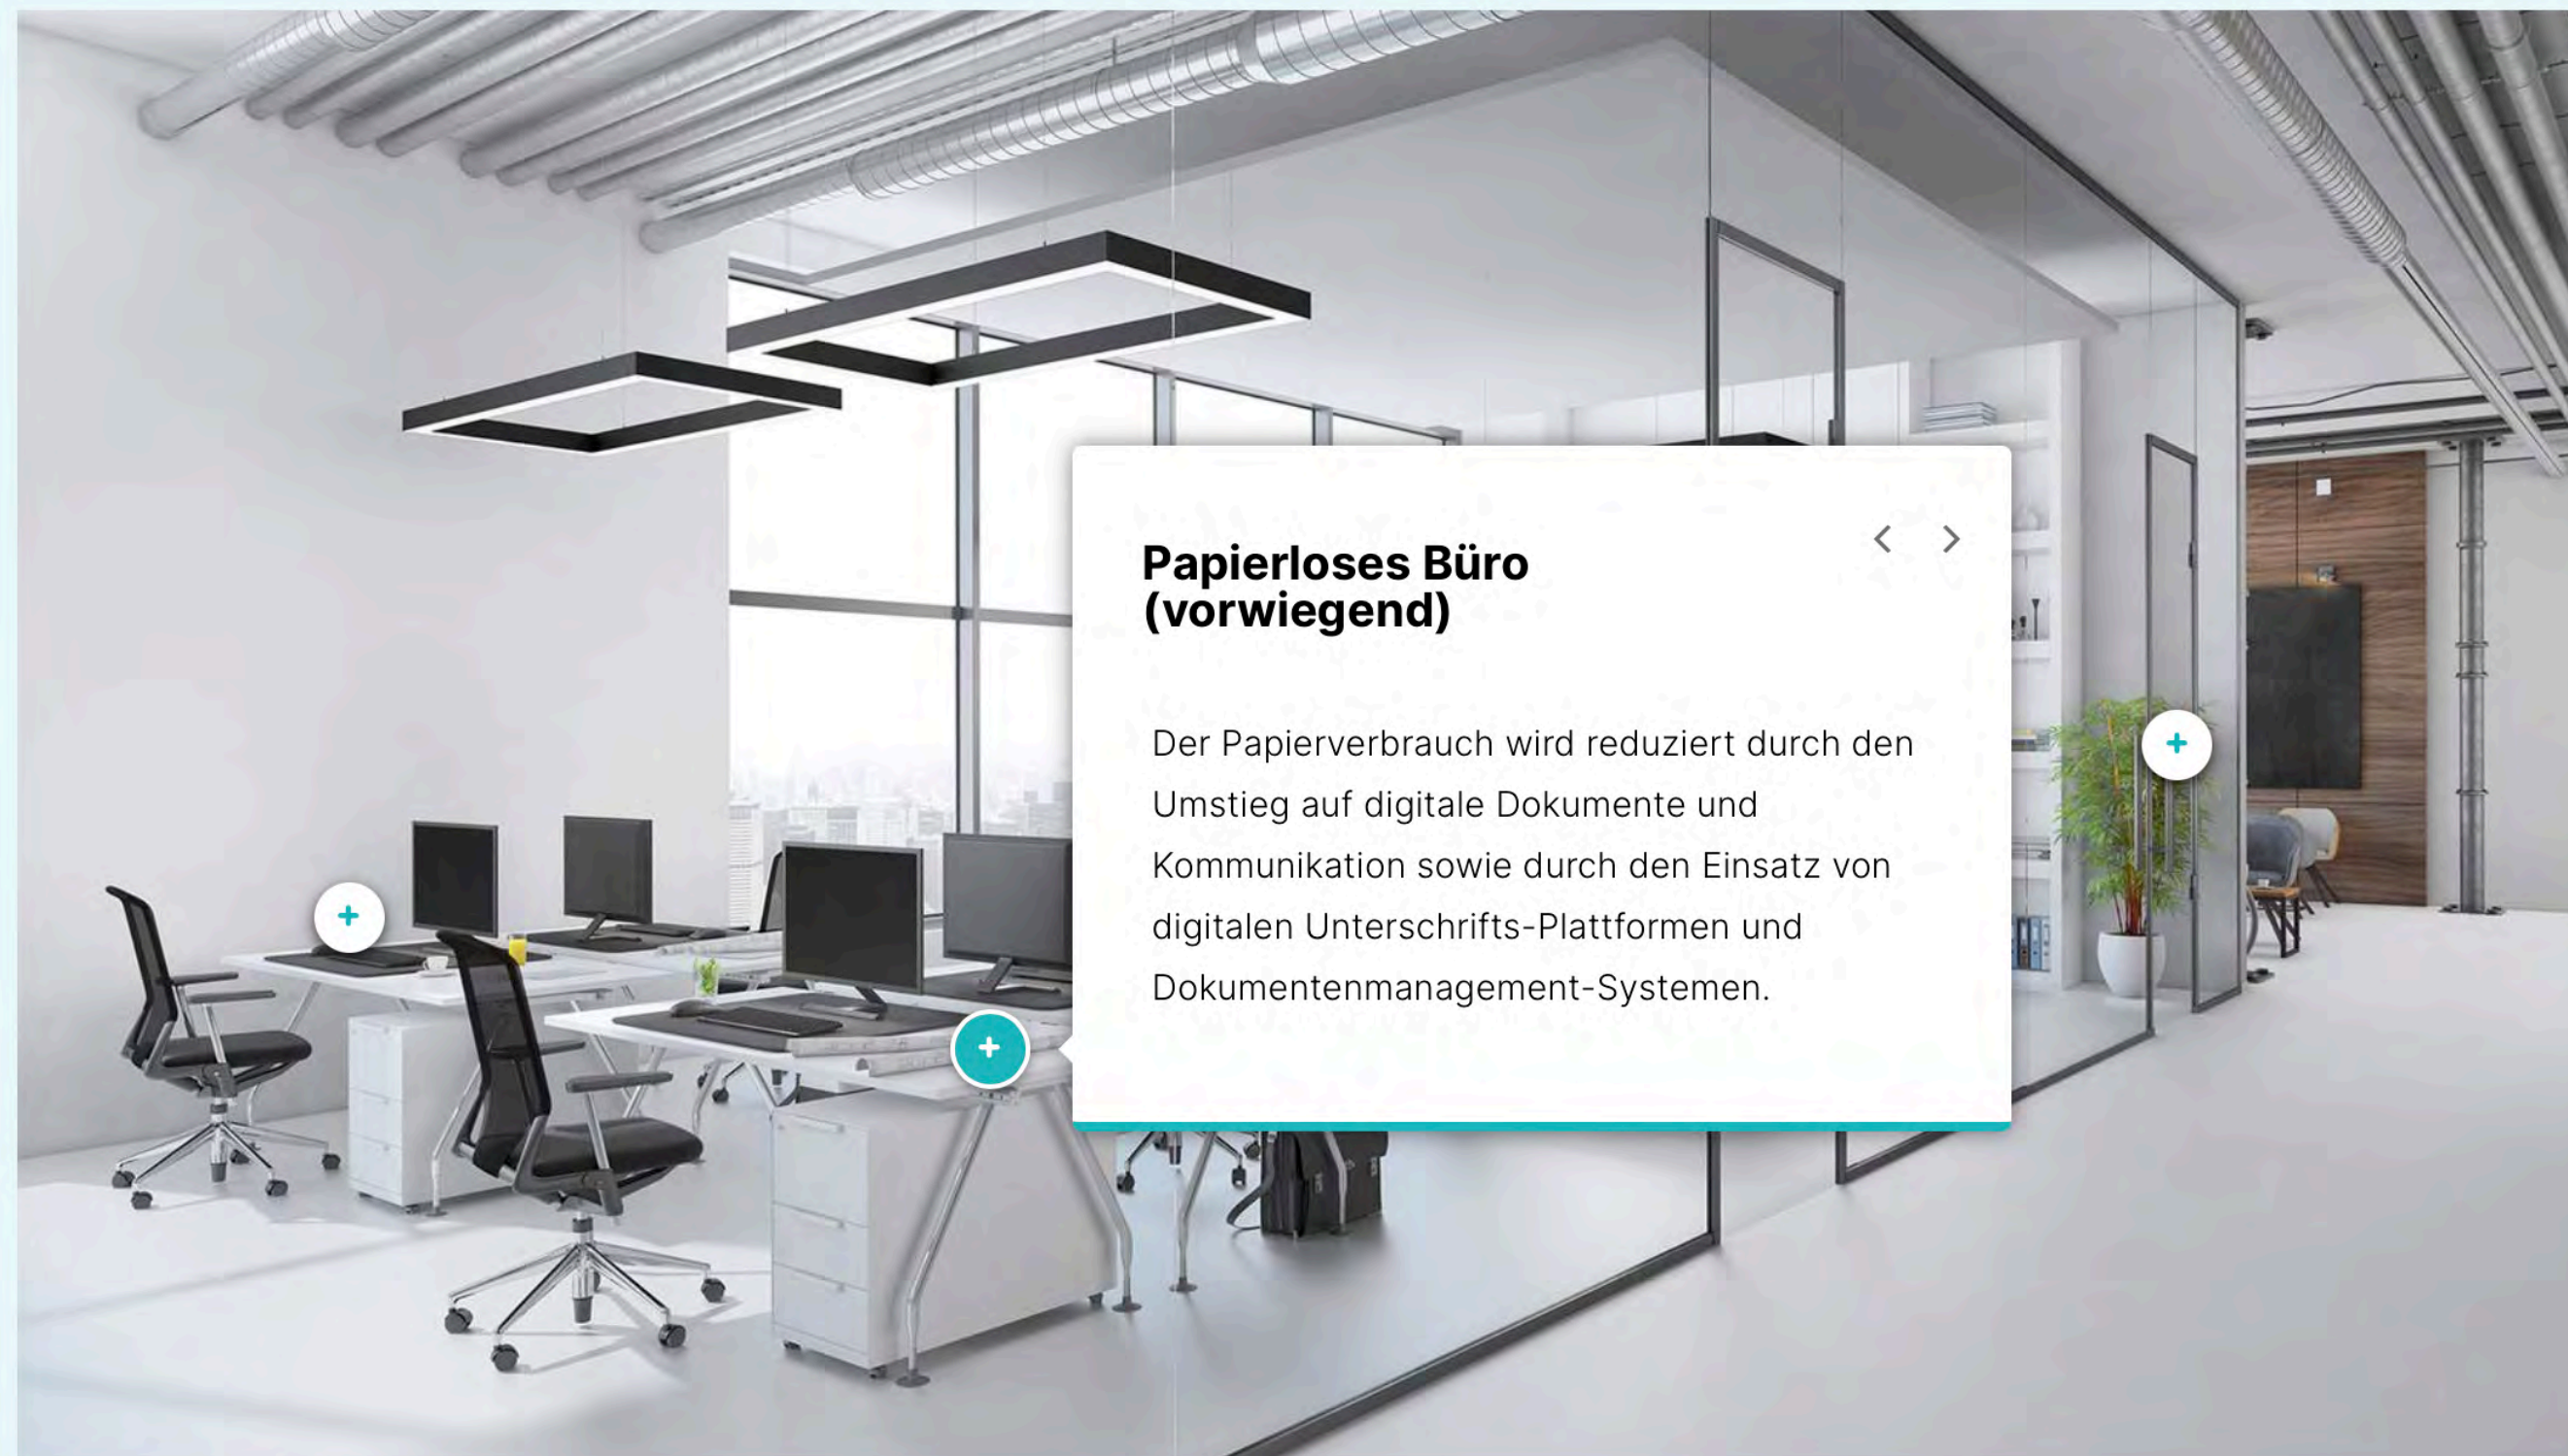 Papierloses Büro
(vorwiegend)
Der Papierverbrauch wird reduziert durch den
Umstieg auf digitale Dokumente und
Kommunikation sowie durch den Einsatz von
digitalen Unterschrifts-Plattformen und
Dokumentenmanagement-Systemen.